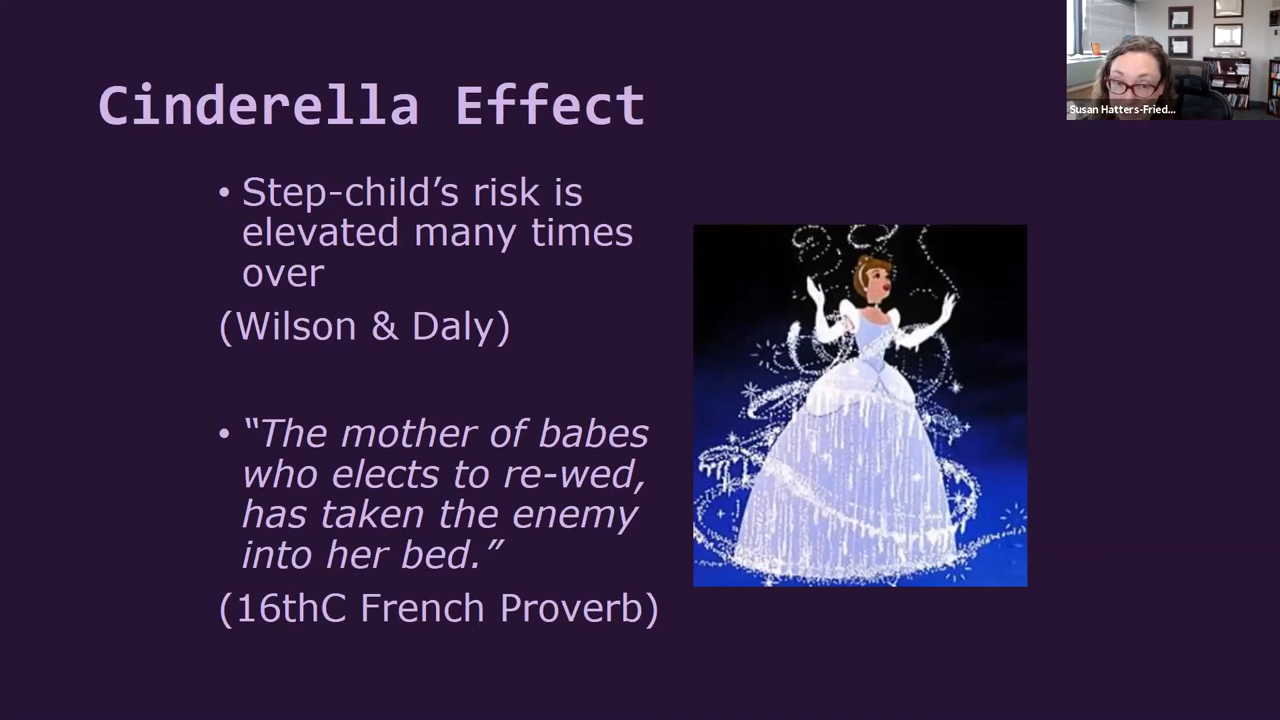 Cinderella Effect
• Step-child’s risk is
elevated many times
over
(Wilson & Daly)
• “The mother of babes
who elects to re-wed,
has taken the enemy
into her bed.”
(16thC French Proverb)
Susan Hatters-Fried...